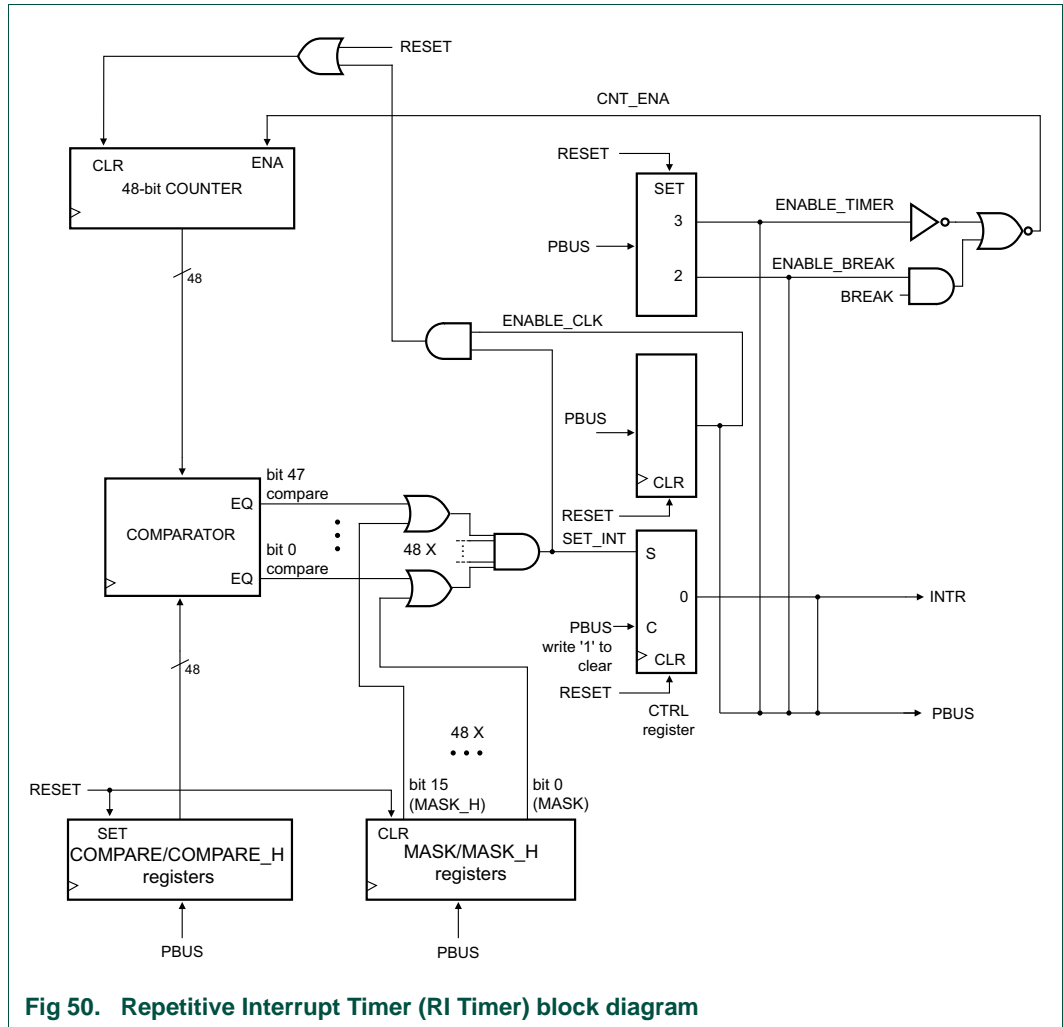 RESET
CNT_ENA
CLR
ENA
48-bit COUNTER
RESET
SET
3
ENABLE_TIMER
PBUS
2
ENABLE_BREAK
BREAK
48
ENABLE_CLK
PBUS
CLR
RESET
bit 47
compare
EQ
COMPARATOR
48 X
bit 0
compare
EQ
SET_INT
S
0
INTR
PBUS
write '1' to
clear
C
CLR
RESET
CTRL
register
PBUS
48
48 X
RESET
bit 15
(MASK_H)
bit 0
(MASK)
SET
COMPARE/COMPARE_H
registers
CLR
MASK/MASK_H
registers
PBUS
PBUS
Fig 50. Repetitive Interrupt Timer (RI Timer) block diagram